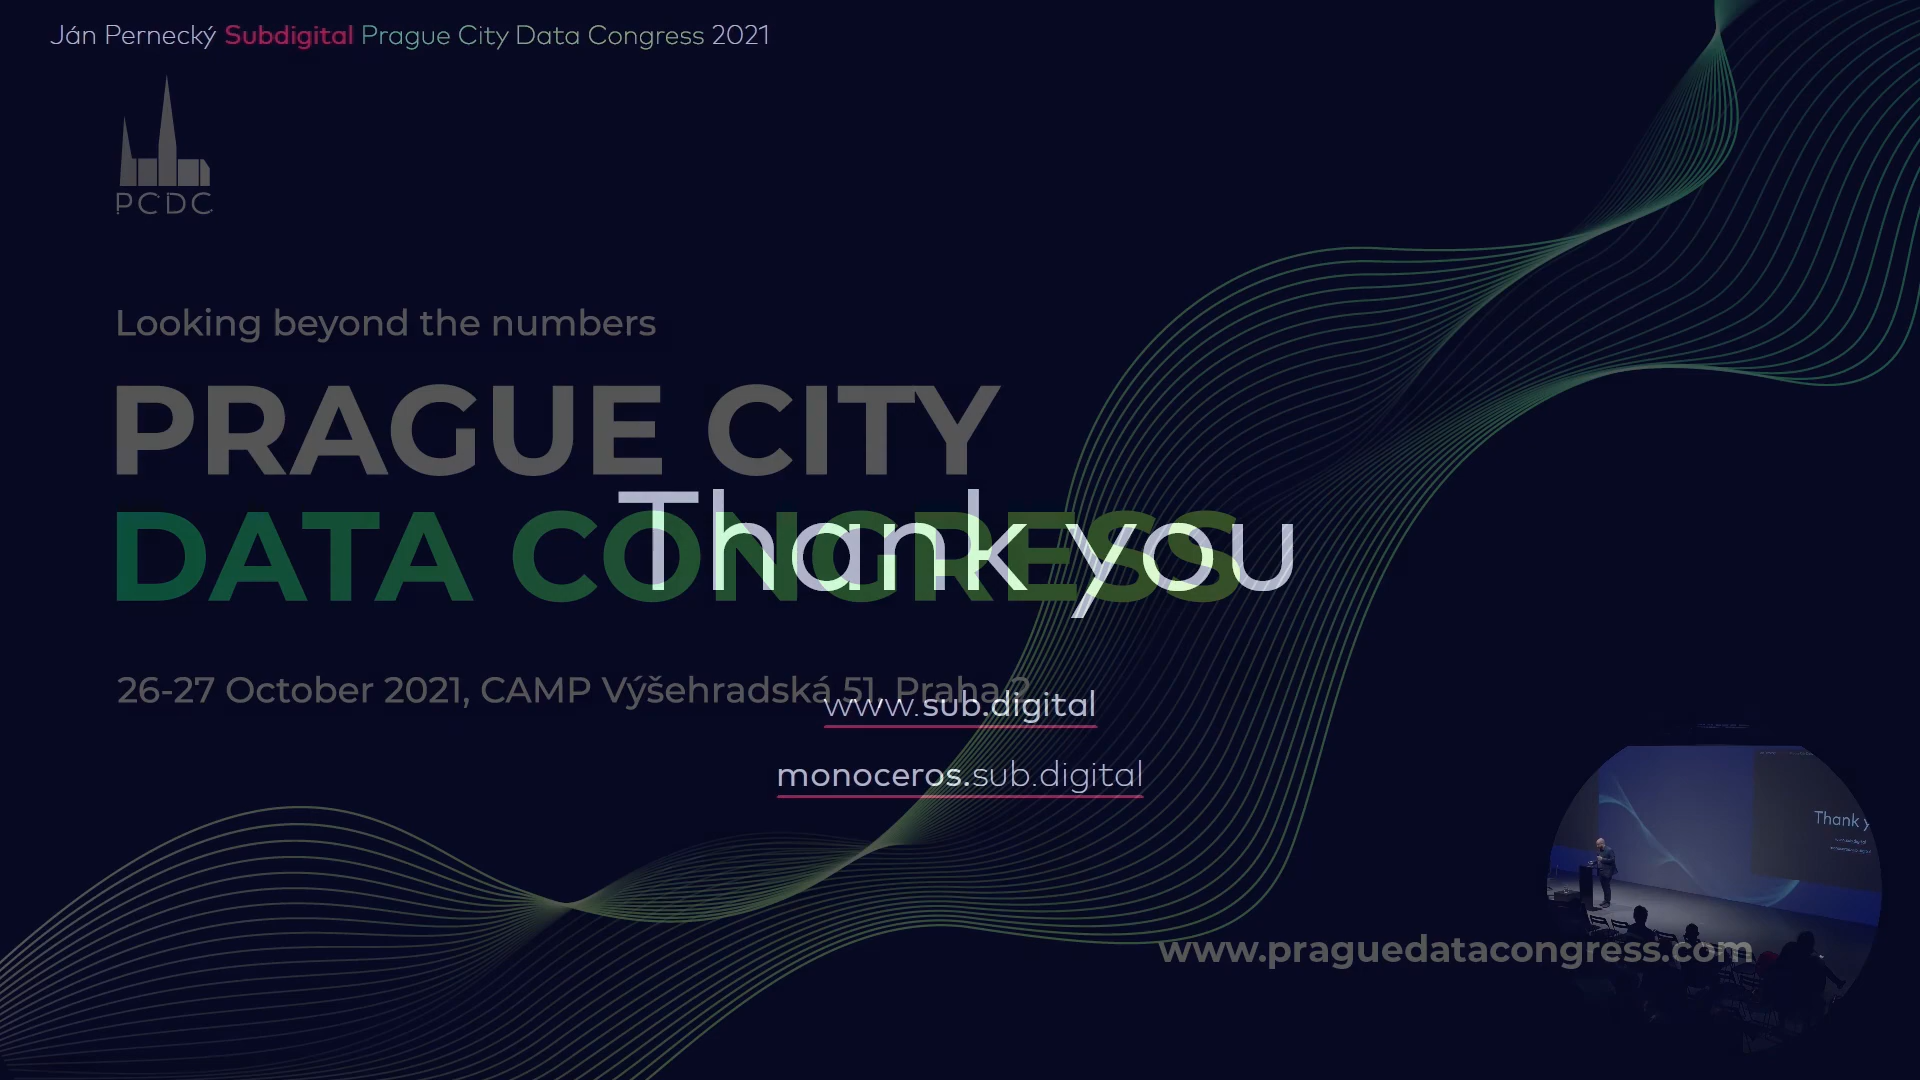 Ján Pernecký Subdigital Prague City Data Congress 2021
PCDC
Looking beyond the numbers
PRAGUE CITY
DATA CONGRESS
Thank you
26-27 October 2021, CAMP Výšehradská 51, Praha 2
www.sub.digital
monoceros.sub.digital
Thank y
www.praguedatacongress.com